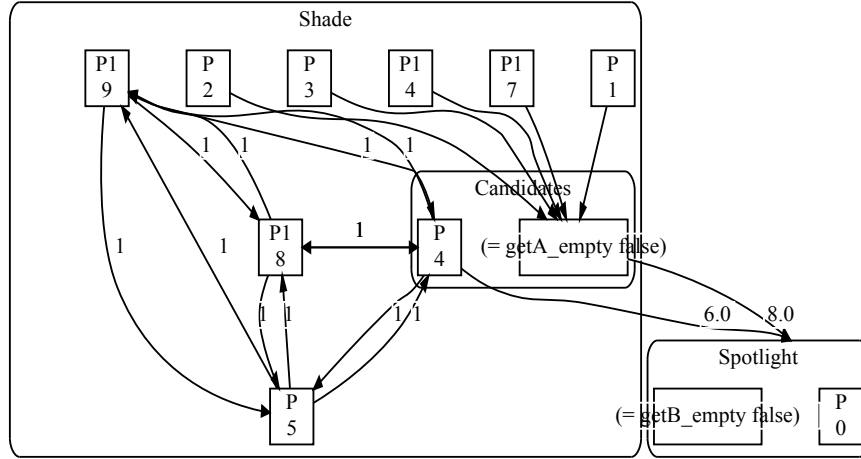 Shade
P1
9
P
2
P
3
P1
4
P1
7
P
1
1
1
1
1
Candidates
P1
8
1
P
4
(= getA_empty false)
1
1
1
1
1
1
6.0
8.0
Spotlight
P
5
(= getB_empty false)
P
0